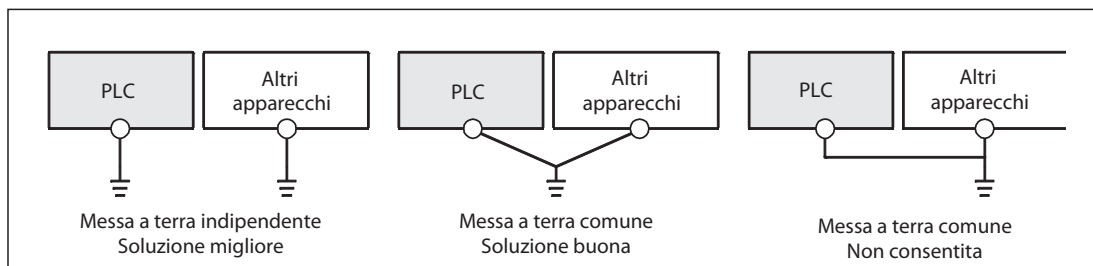 PLC
Altri
apparecchi
PLC
Altri
apparecchi
PLC
Altri
apparecchi
Messa a terra indipendente
Soluzione migliore
Messa a terra comune
Soluzione buona
Messa a terra comune
Non consentita